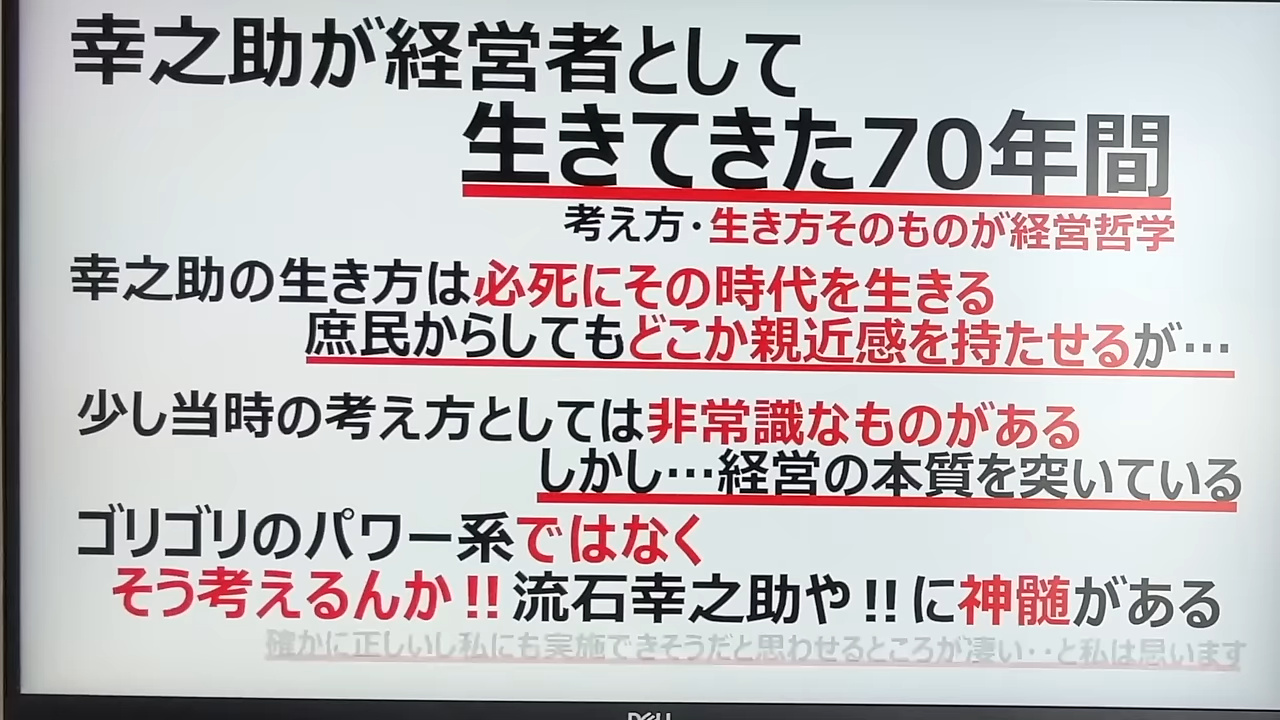 幸之助が経営者として
生きてきた70年間
考え方・生き方そのものが経営哲学
幸之助の生き方は必死にその時代を生きる
庶民からしてもどこか親近感を持たせるが…
少し当時の考え方としては非常識なものがある
しかし…経営の本質を突いている
ゴリゴリのパワー系ではなく
そう考えるんか!!流石幸之助や!!に神髄がある
確かに正しいし私にも実施できそうだと思わせるところが凄い‥と私は思います
DELL